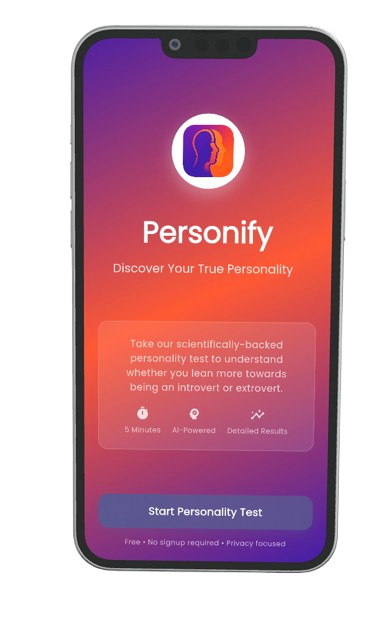 Personify
Discover Your True Personality
Take our scientifically-backed
personality test to understand
whether you lean more towards
being an introvert or extrovert.
5 Minutes AI-Powered Detailed Results
Start Personality Test
Free • No signup required • Privacy focused